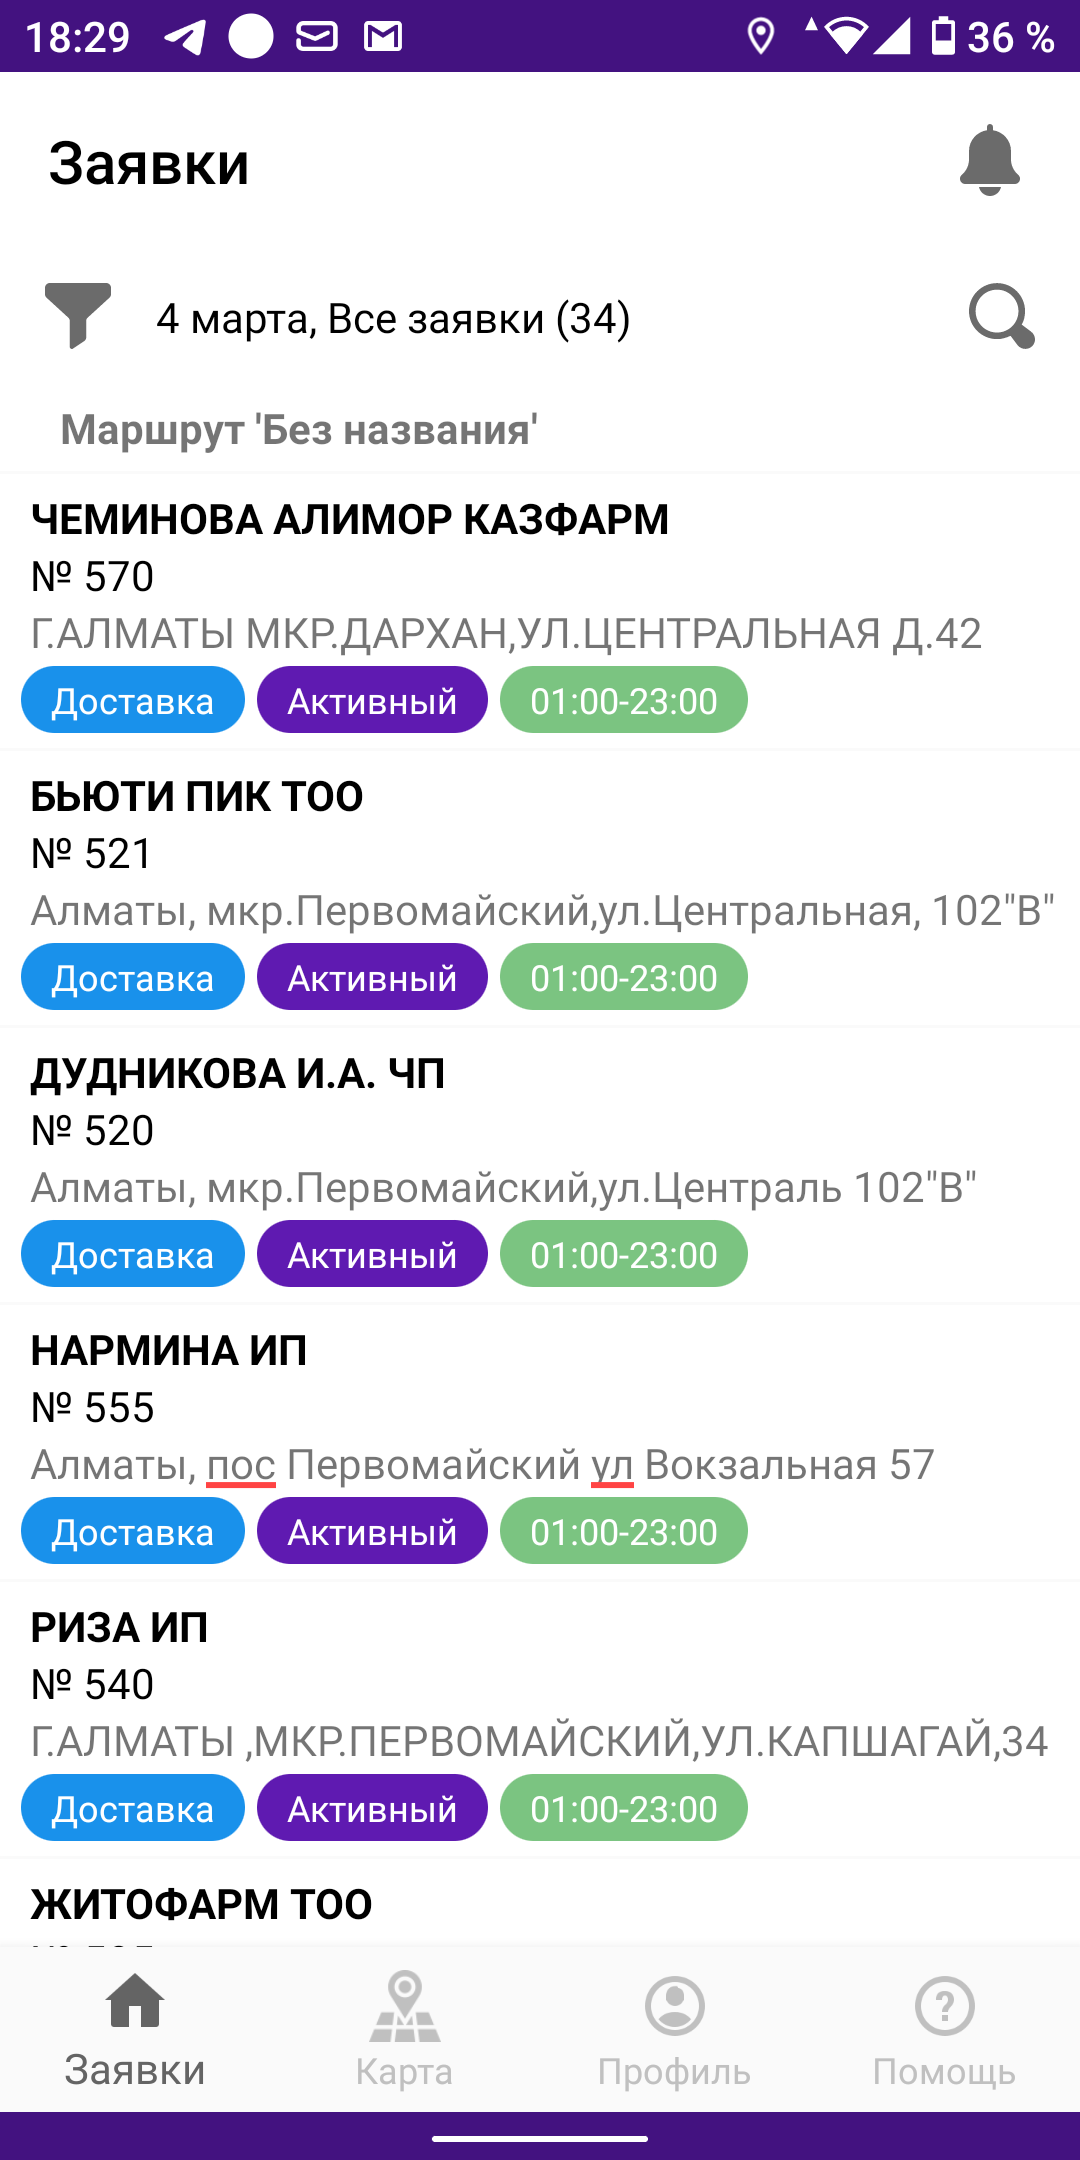 18:29
36 %
Заявки
4 марта, Все заявки (34)
Маршрут 'Без названия'
ЧЕМИНОВА АЛИМОР КАЗФАРМ
№ 570
Г.АЛМАТЫ МКР.ДАРХАН,УЛ.ЦЕНТРАЛЬНАЯ Д.42
Доставка Активный 01:00-23:00
БЬЮТИ ПИК ТОО
№ 521
Алматы, мкр.Первомайский,ул.Центральная, 102"В"
Доставка Активный 01:00-23:00
ДУДНИКОВА И.А. ЧП
№ 520
Алматы, мкр.Первомайский,ул.Централь 102"В"
Доставка Активный 01:00-23:00
НАРМИНА ИП
№ 555
Алматы, пос Первомайский ул Вокзальная 57
Доставка Активный 01:00-23:00
РИЗА ИП
№ 540
Г.АЛМАТЫ ,МКР.ПЕРВОМАЙСКИЙ,УЛ.КАПШАГАЙ,34
Доставка Активный 01:00-23:00
ЖИТОФАРМ ТОО
Заявки Карта Профиль Помощь